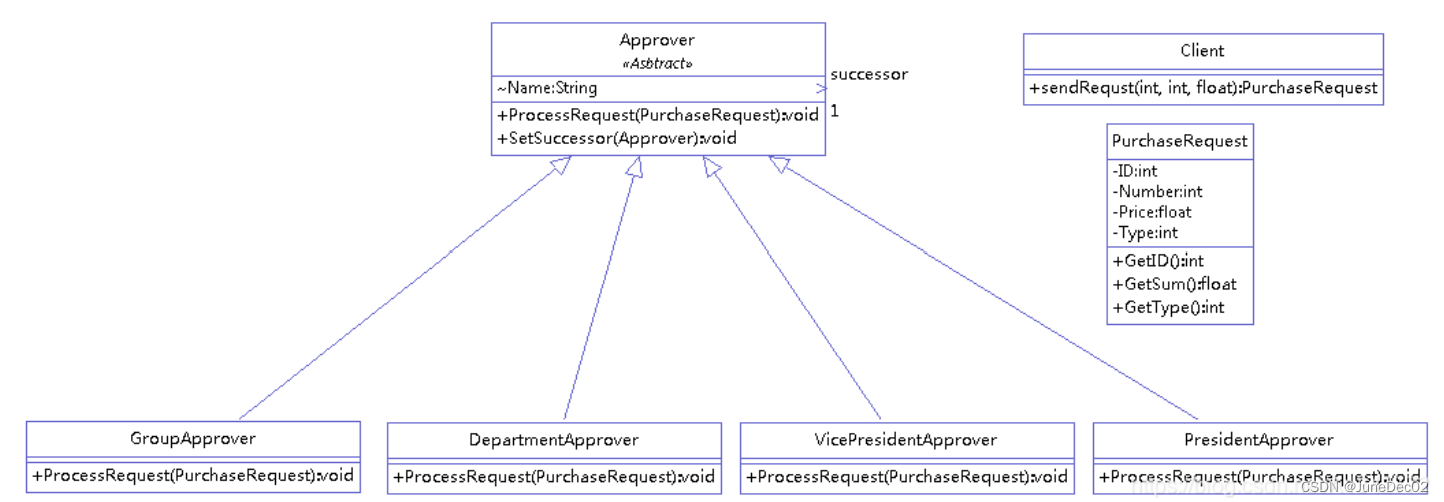 Approver
«Asbtract»
~Name:String
+ProcessRequest(PurchaseRequest):void
+SetSuccessor(Approver):void
successor
1
Client
+sendRequst(int, int, float):PurchaseRequest
PurchaseRequest
-ID:int
-Number:int
-Price:float
-Type:int
+GetID():int
+GetSum():float
+GetType():int
GroupApprover
+ProcessRequest(PurchaseRequest):void
DepartmentApprover
+ProcessRequest(PurchaseRequest):void
VicePresidentApprover
+ProcessRequest(PurchaseRequest):void
PresidentApprover
+ProcessRequest(PurchaseRequest):void
CSDN @JuneDec02